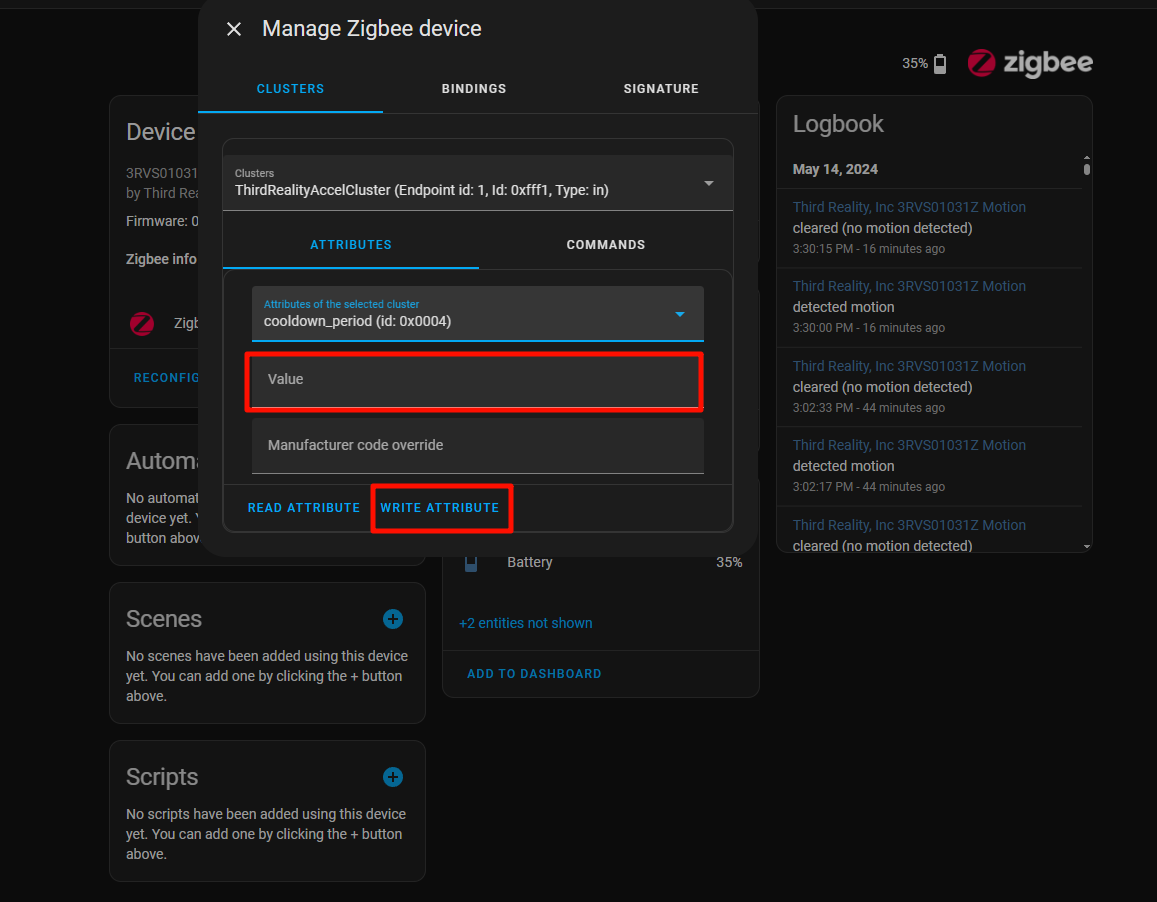 Manage Zigbee device
CLUSTERS
BINDINGS
SIGNATURE
35%
zigbee
Clusters
ThirdRealityAccelCluster (Endpoint id: 1, Id: 0xfff1, Type: in)
ATTRIBUTES
COMMANDS
Attributes of the selected cluster
cooldown_period (id: 0x0004)
Value
Manufacturer code override
READ ATTRIBUTE
WRITE ATTRIBUTE
Device
3RVS01031
by Third Rea
Firmware: 0
Zigbee info
Zigb
RECONFIG
Automa
No automat
device yet. Y
button abov
Scenes
No scenes have been added using this device
yet. You can add one by clicking the + button
above.
Scripts
No scripts have been added using this device
yet. You can add one by clicking the + button
above.
Battery
35%
+2 entities not shown
ADD TO DASHBOARD
Logbook
May 14, 2024
Third Reality, Inc 3RVS01031Z Motion
cleared (no motion detected)
3:30:15 PM - 16 minutes ago
Third Reality, Inc 3RVS01031Z Motion
detected motion
3:30:00 PM - 16 minutes ago
Third Reality, Inc 3RVS01031Z Motion
cleared (no motion detected)
3:02:33 PM - 44 minutes ago
Third Reality, Inc 3RVS01031Z Motion
detected motion
3:02:17 PM - 44 minutes ago
Third Reality, Inc 3RVS01031Z Motion
cleared (no motion detected)